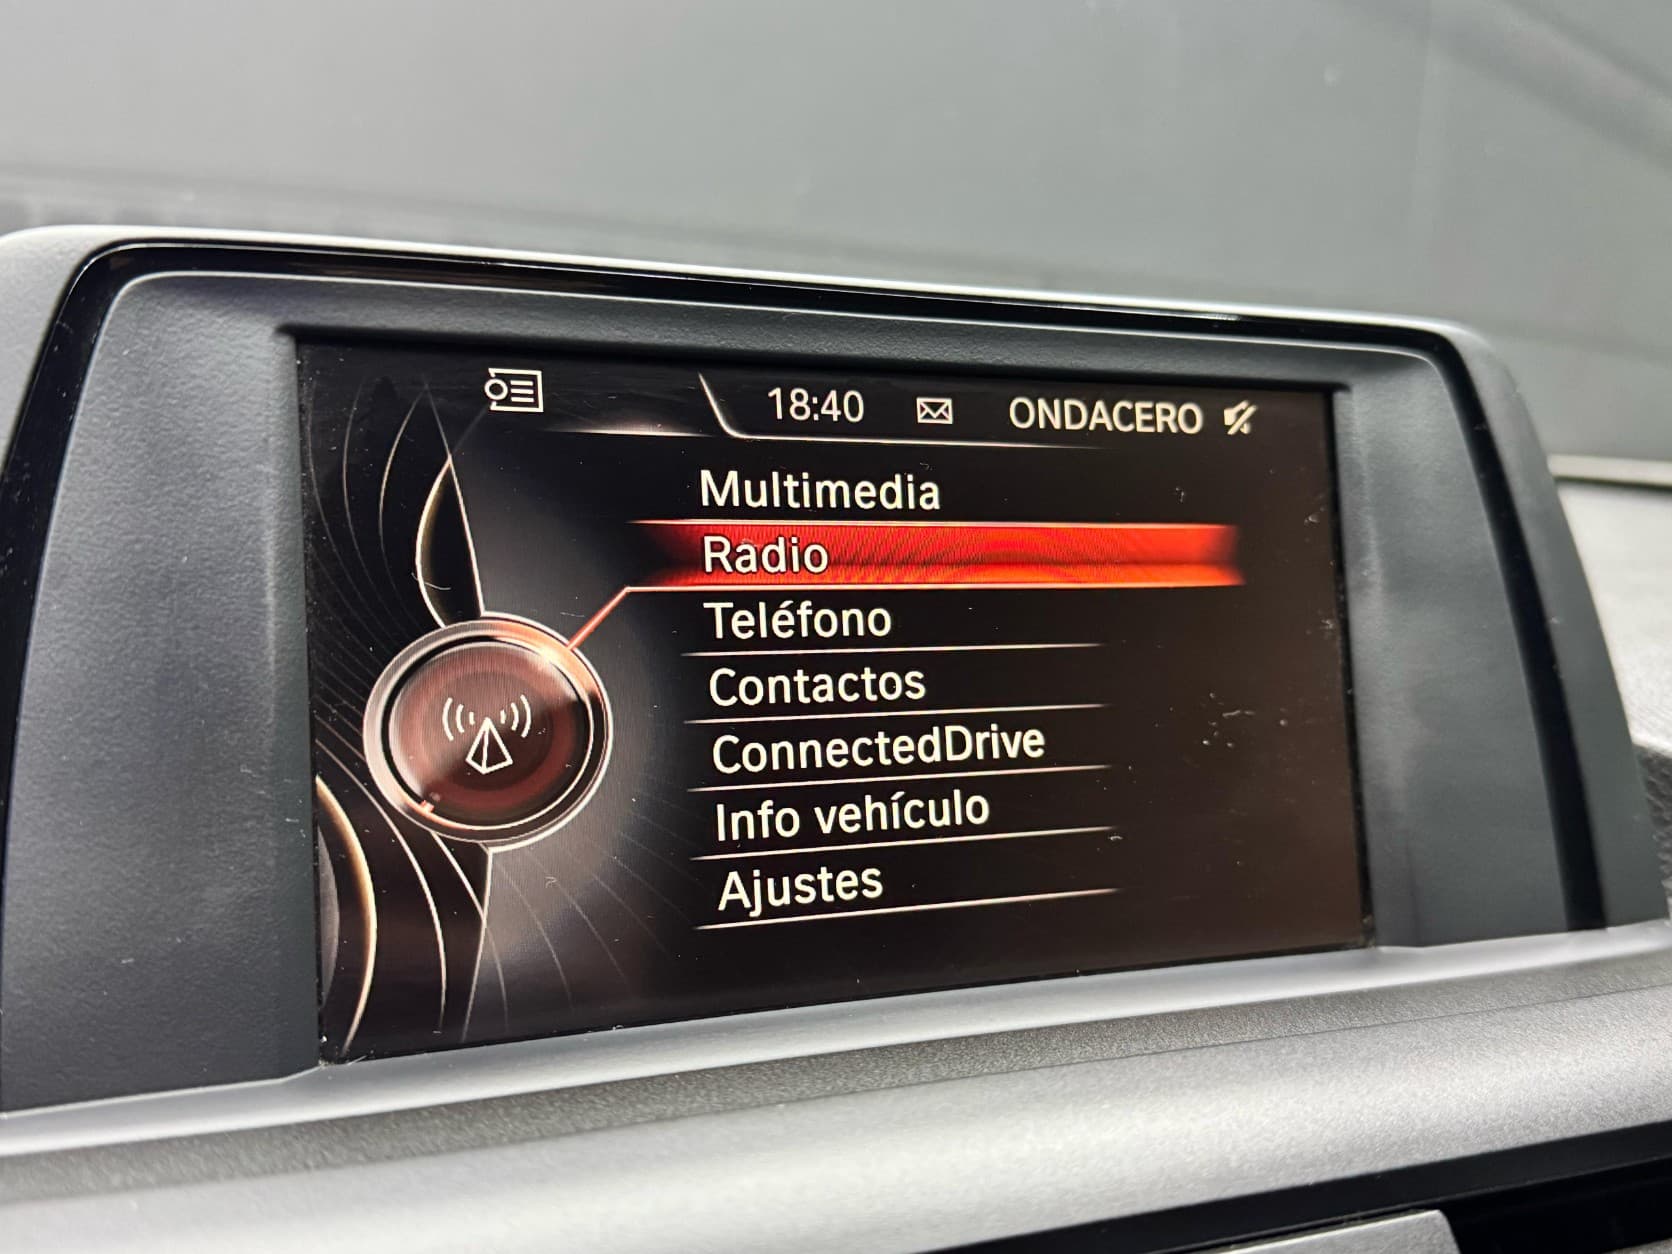 18:40 ONDACERO
Multimedia
Radio
Teléfono
Contactos
ConnectedDrive
Info vehículo
Ajustes